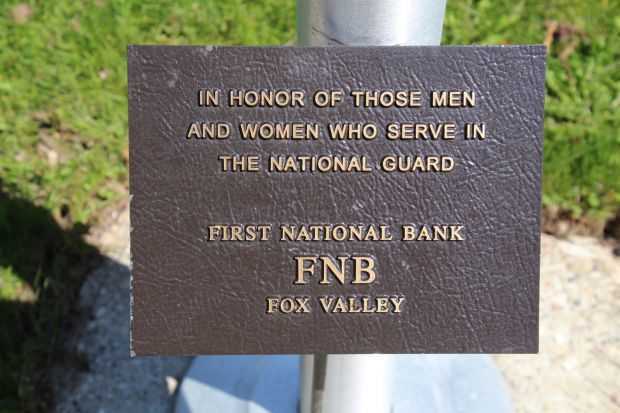 IN HONOR OF THOSE MEN
AND WOMEN WHO SERVE IN
THE NATIONAL GUARD
FIRST NATIONAL BANK
FNB
FOX VALLEY